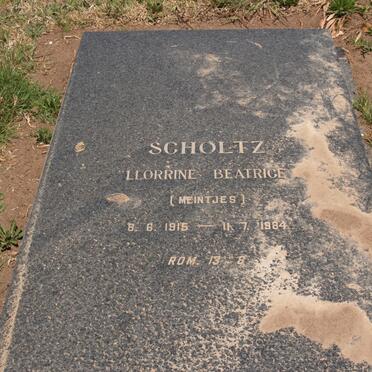 SCHOLTZ
LLORRINE BEATRICE
(MEINTJES)
8. 6. 1915 — 11. 7. 1984
ROM. 13-8